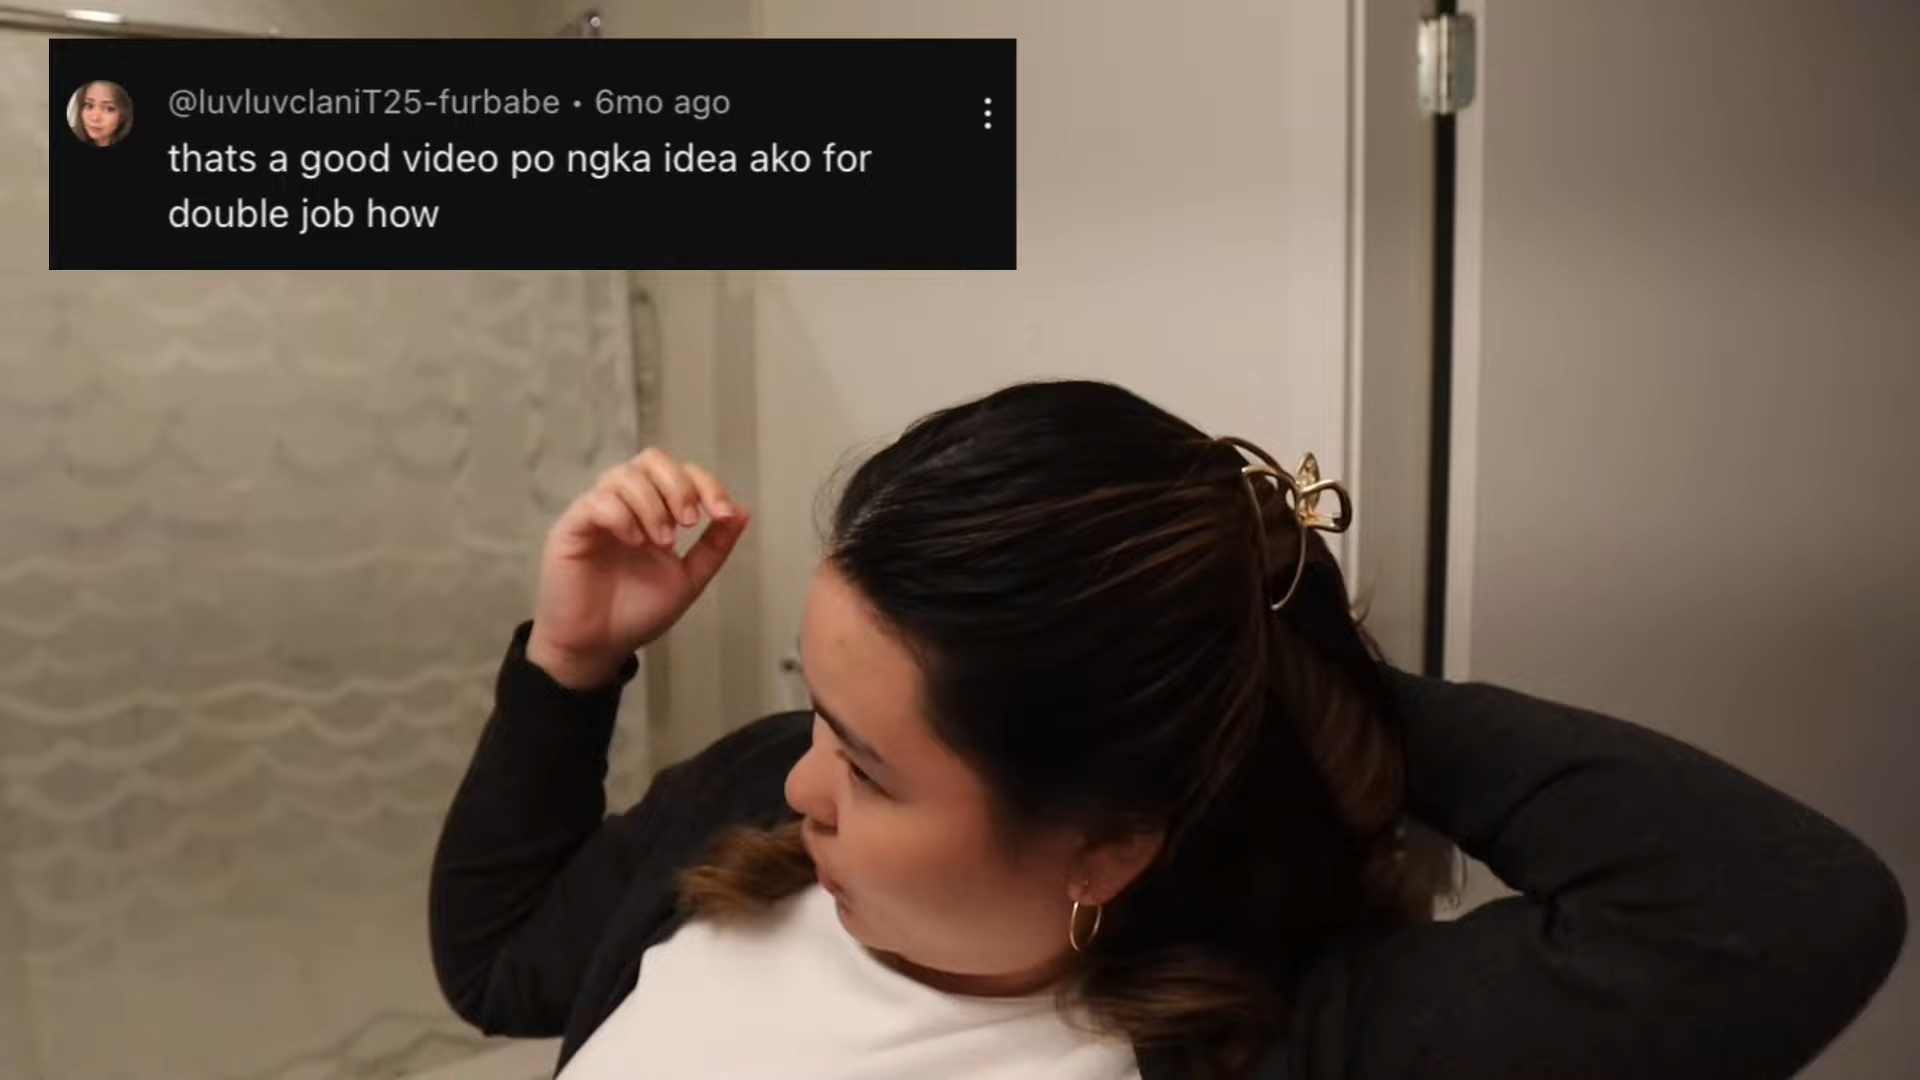 @luvluvclaniT25-furbabe • 6mo ago
thats a good video po ngka idea ako for
double job how